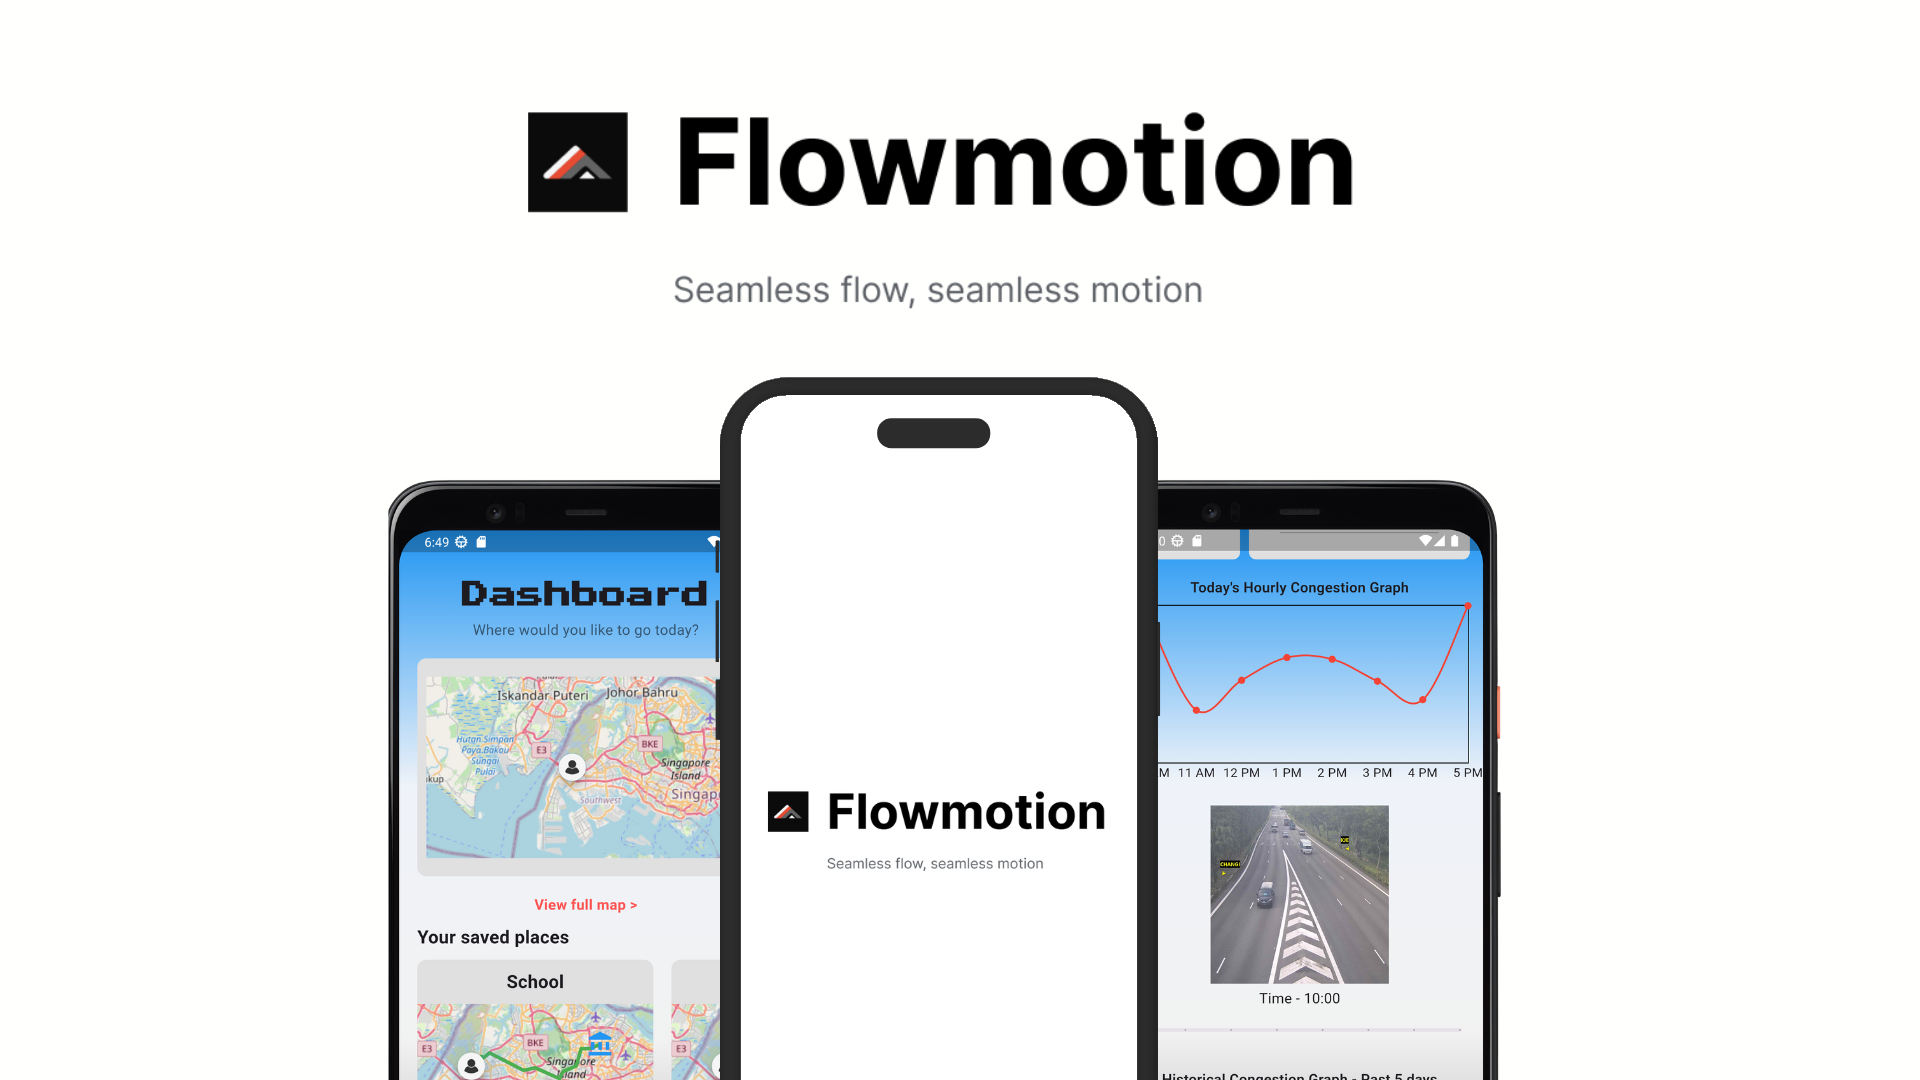 Flowmotion
Seamless flow, seamless motion
6:49
Dashboard
Where would you like to go today?
Iskandar Puteri
Johor Bahru
Hutan Simpan
Paya Bakau
Sungai
Pulai
E3
BKE
Singapore
Island
Singap
kup
Southwest
View full map >
Your saved places
School
E3
BKE
Singapore
Island
E3
Flowmotion
Seamless flow, seamless motion
0
Today's Hourly Congestion Graph
M 11 AM 12 PM 1 PM 2 PM 3 PM 4 PM 5 PM
CHANGI
Time - 10:00
Historical Congestion Graph - Past 5 days